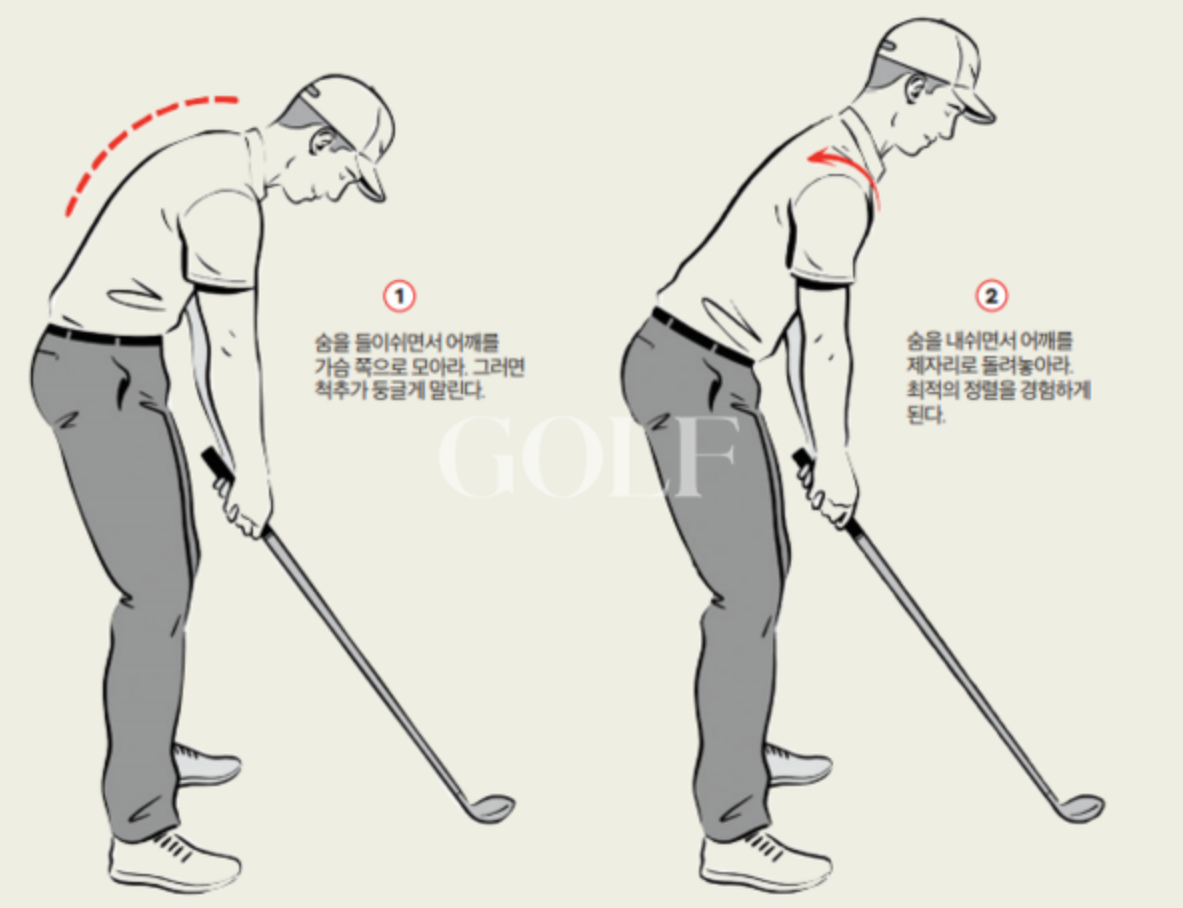 1
숨을 들이쉬면서 어깨를
가슴 쪽으로 모아라. 그러면
척추가 둥글게 말린다.
2
숨을 내쉬면서 어깨를
제자리로 돌려놓아라.
최적의 정렬을 경험하게
된다.
GOLF